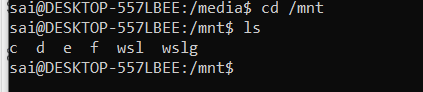 sai@DESKTOP-557LBEE:/media$ cd /mnt
sai@DESKTOP-557LBEE:/mnt$ ls
c  d  e  f  wsl  wslg
sai@DESKTOP-557LBEE:/mnt$